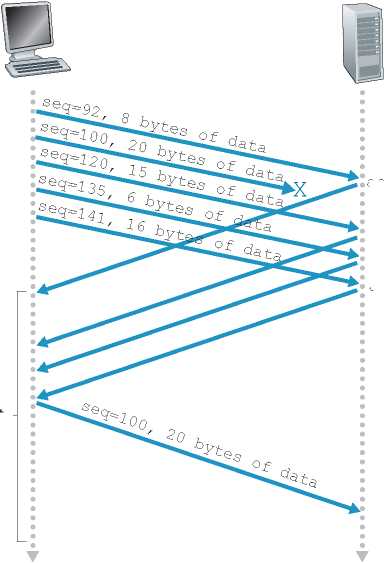 seq=92, 8 bytes of data
seq=100, 20 bytes of data
X
seq=120, 15 bytes of data
seq=135, 6 bytes of data
seq=141, 16 bytes of data
seq=100, 20 bytes of data